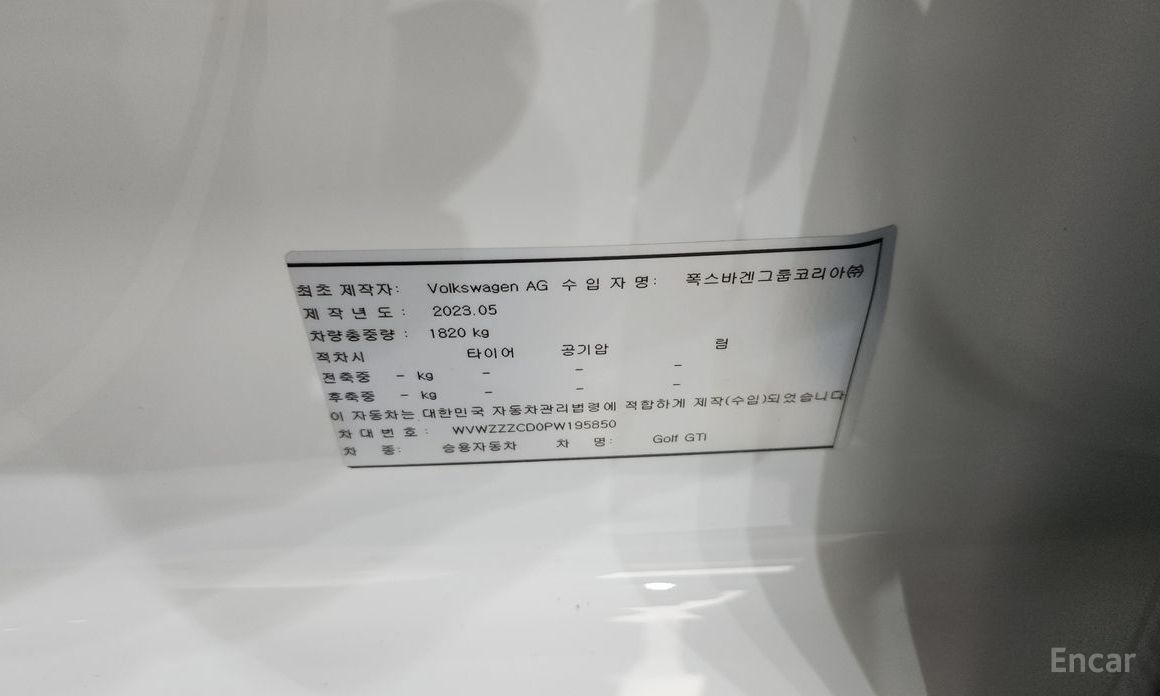 최초 제작자: Volkswagen AG 수 입 자 명: 폭스바겐그룹코리아㈜
제 작 년 도 : 2023.05
차량총중량 : 1820 kg
적차시 타이어 공기압 림
전축중 - kg - - -
후축중 - kg - - -
이 자동차는 대한민국 자동차관리법령에 적합하게 제작(수입)되었습니다
차 대 번 호 : WVWZZZCD0PW195850
차 종: 승용자동차 차 명: Golf GTI
Encar